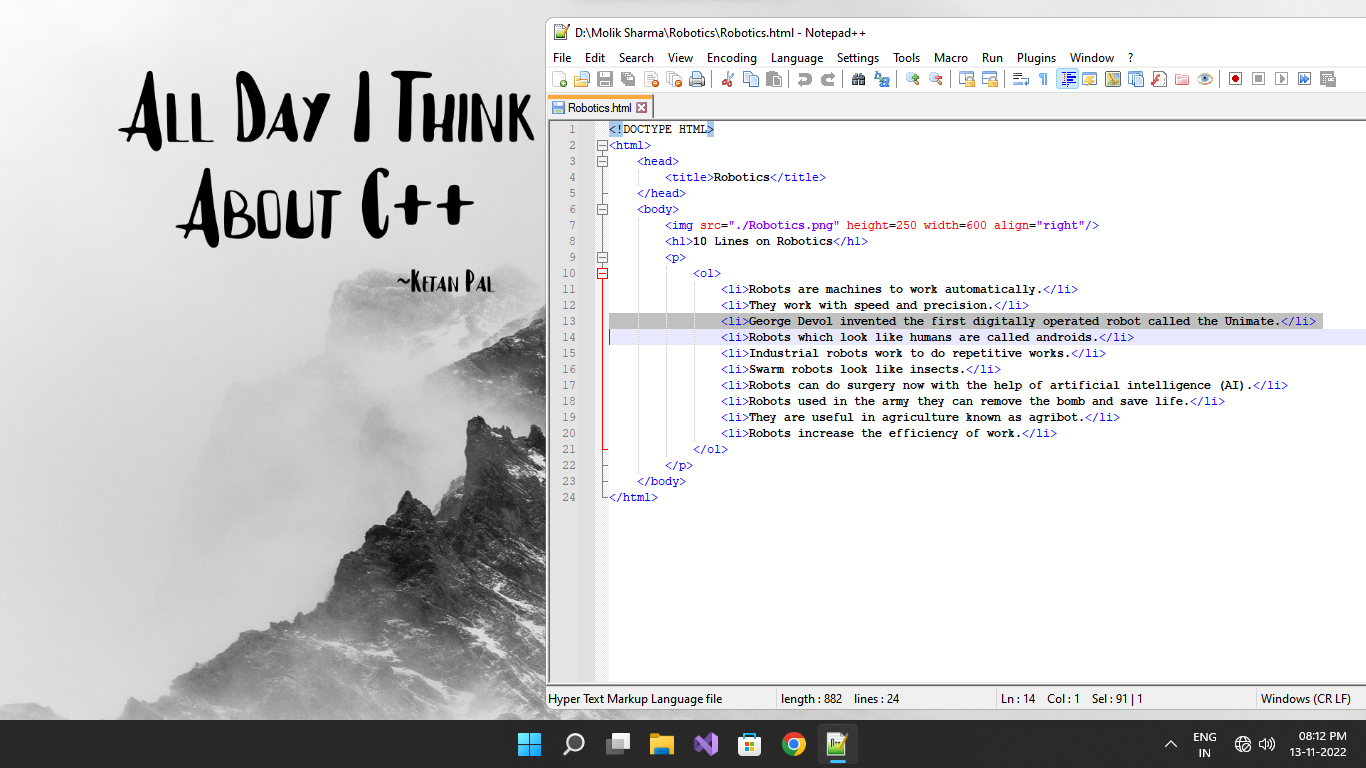 All Day I Think
About C++
~Ketan Pal
D:\Molik Sharma\Robotics\Robotics.html - Notepad++
File Edit Search View Encoding Language Settings Tools Macro Run Plugins Window ?
Robotics.html
1 <!DOCTYPE HTML>
2 <html>
3 <head>
4 <title>Robotics</title>
5 </head>
6 <body>
7 <img src="./Robotics.png" height=250 width=600 align="right"/>
8 <h1>10 Lines on Robotics</h1>
9 <p>
10 <ol>
11 <li>Robots are machines to work automatically.</li>
12 <li>They work with speed and precision.</li>
13 <li>George Devol invented the first digitally operated robot called the Unimate.</li>
14 <li>Robots which look like humans are called androids.</li>
15 <li>Industrial robots work to do repetitive works.</li>
16 <li>Swarm robots look like insects.</li>
17 <li>Robots can do surgery now with the help of artificial intelligence (AI).</li>
18 <li>Robots used in the army they can remove the bomb and save life.</li>
19 <li>They are useful in agriculture known as agribot.</li>
20 <li>Robots increase the efficiency of work.</li>
21 </ol>
22 </p>
23 </body>
24 </html>
Hyper Text Markup Language file length : 882 lines : 24 Ln : 14 Col : 1 Sel : 91 | 1 Windows (CR LF)
ENG
IN
08:12 PM
13-11-2022